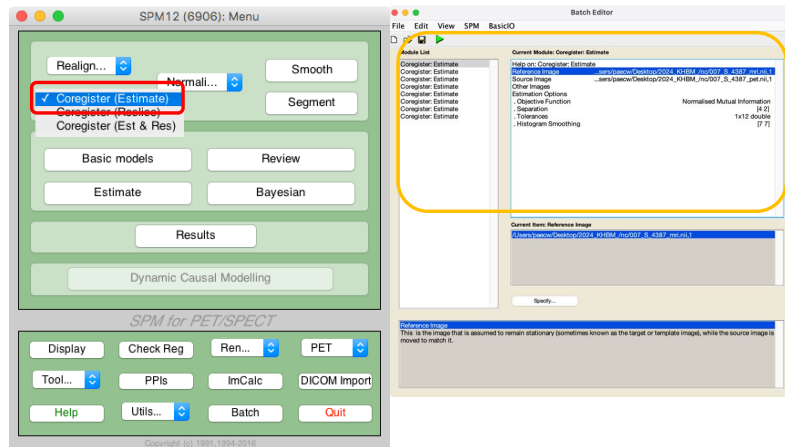 SPM12 (6906): Menu
Realign...
Normali...
Smooth
✓ Coregister (Estimate)
Coregister (Reslice)
Coregister (Est & Res)
Segment
Basic models
Review
Estimate
Bayesian
Results
Dynamic Causal Modelling
SPM for PET/SPECT
Display
Check Reg
Ren...
PET
Tool...
PPIs
ImCalc
DICOM Import
Help
Utils...
Batch
Quit
Copyright (c) 1991,1994-2016
Batch Editor
File Edit View SPM BasicIO
Module List
Coregister: Estimate
Coregister: Estimate
Coregister: Estimate
Coregister: Estimate
Coregister: Estimate
Coregister: Estimate
Coregister: Estimate
Coregister: Estimate
Current Module: Coregister: Estimate
Help on: Coregister: Estimate
Reference Image ...sers/paecw/Desktop/2024_KHBM_/nc/007_S_4387_mri.nii,1
Source Image ...sers/paecw/Desktop/2024_KHBM_/nc/007_S_4387_pet.nii,1
Other Images
Estimation Options
. Objective Function Normalised Mutual Information
. Separation [4 2]
. Tolerances 1x12 double
. Histogram Smoothing [7 7]
Current Item: Reference Image
/Users/paecw/Desktop/2024_KHBM_/nc/007_S_4387_mri.nii,1
Specify...
Reference Image
This is the image that is assumed to remain stationary (sometimes known as the target or template image), while the source image is
moved to match it.